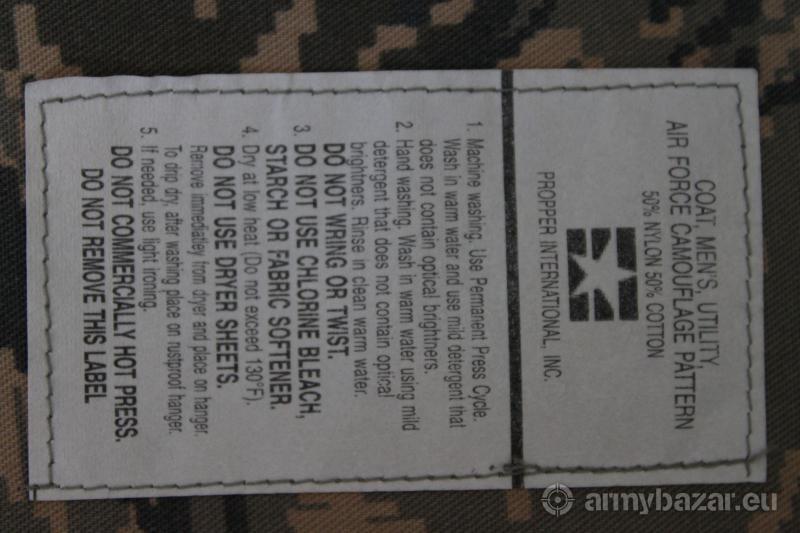 COAT, MEN'S, UTILITY,
AIR FORCE CAMOUFLAGE PATTERN
50% NYLON 50% COTTON
PROPPER INTERNATIONAL, INC.
1. Machine washing. Use Permanent Press Cycle.
Wash in warm water and use mild detergent that
does not contain optical brightners.
2. Hand washing. Wash in warm water using mild
detergent that does not contain optical
brightners. Rinse in clean warm water.
DO NOT WRING OR TWIST.
3. DO NOT USE CHLORINE BLEACH,
STARCH OR FABRIC SOFTENER.
4. Dry at low heat (Do not exceed 130°F).
DO NOT USE DRYER SHEETS.
Remove immediatley from dryer and place on hanger.
To drip dry, after washing place on rustproof hanger.
5. If needed, use light ironing.
DO NOT COMMERCIALLY HOT PRESS.
DO NOT REMOVE THIS LABEL
armybazar.eu